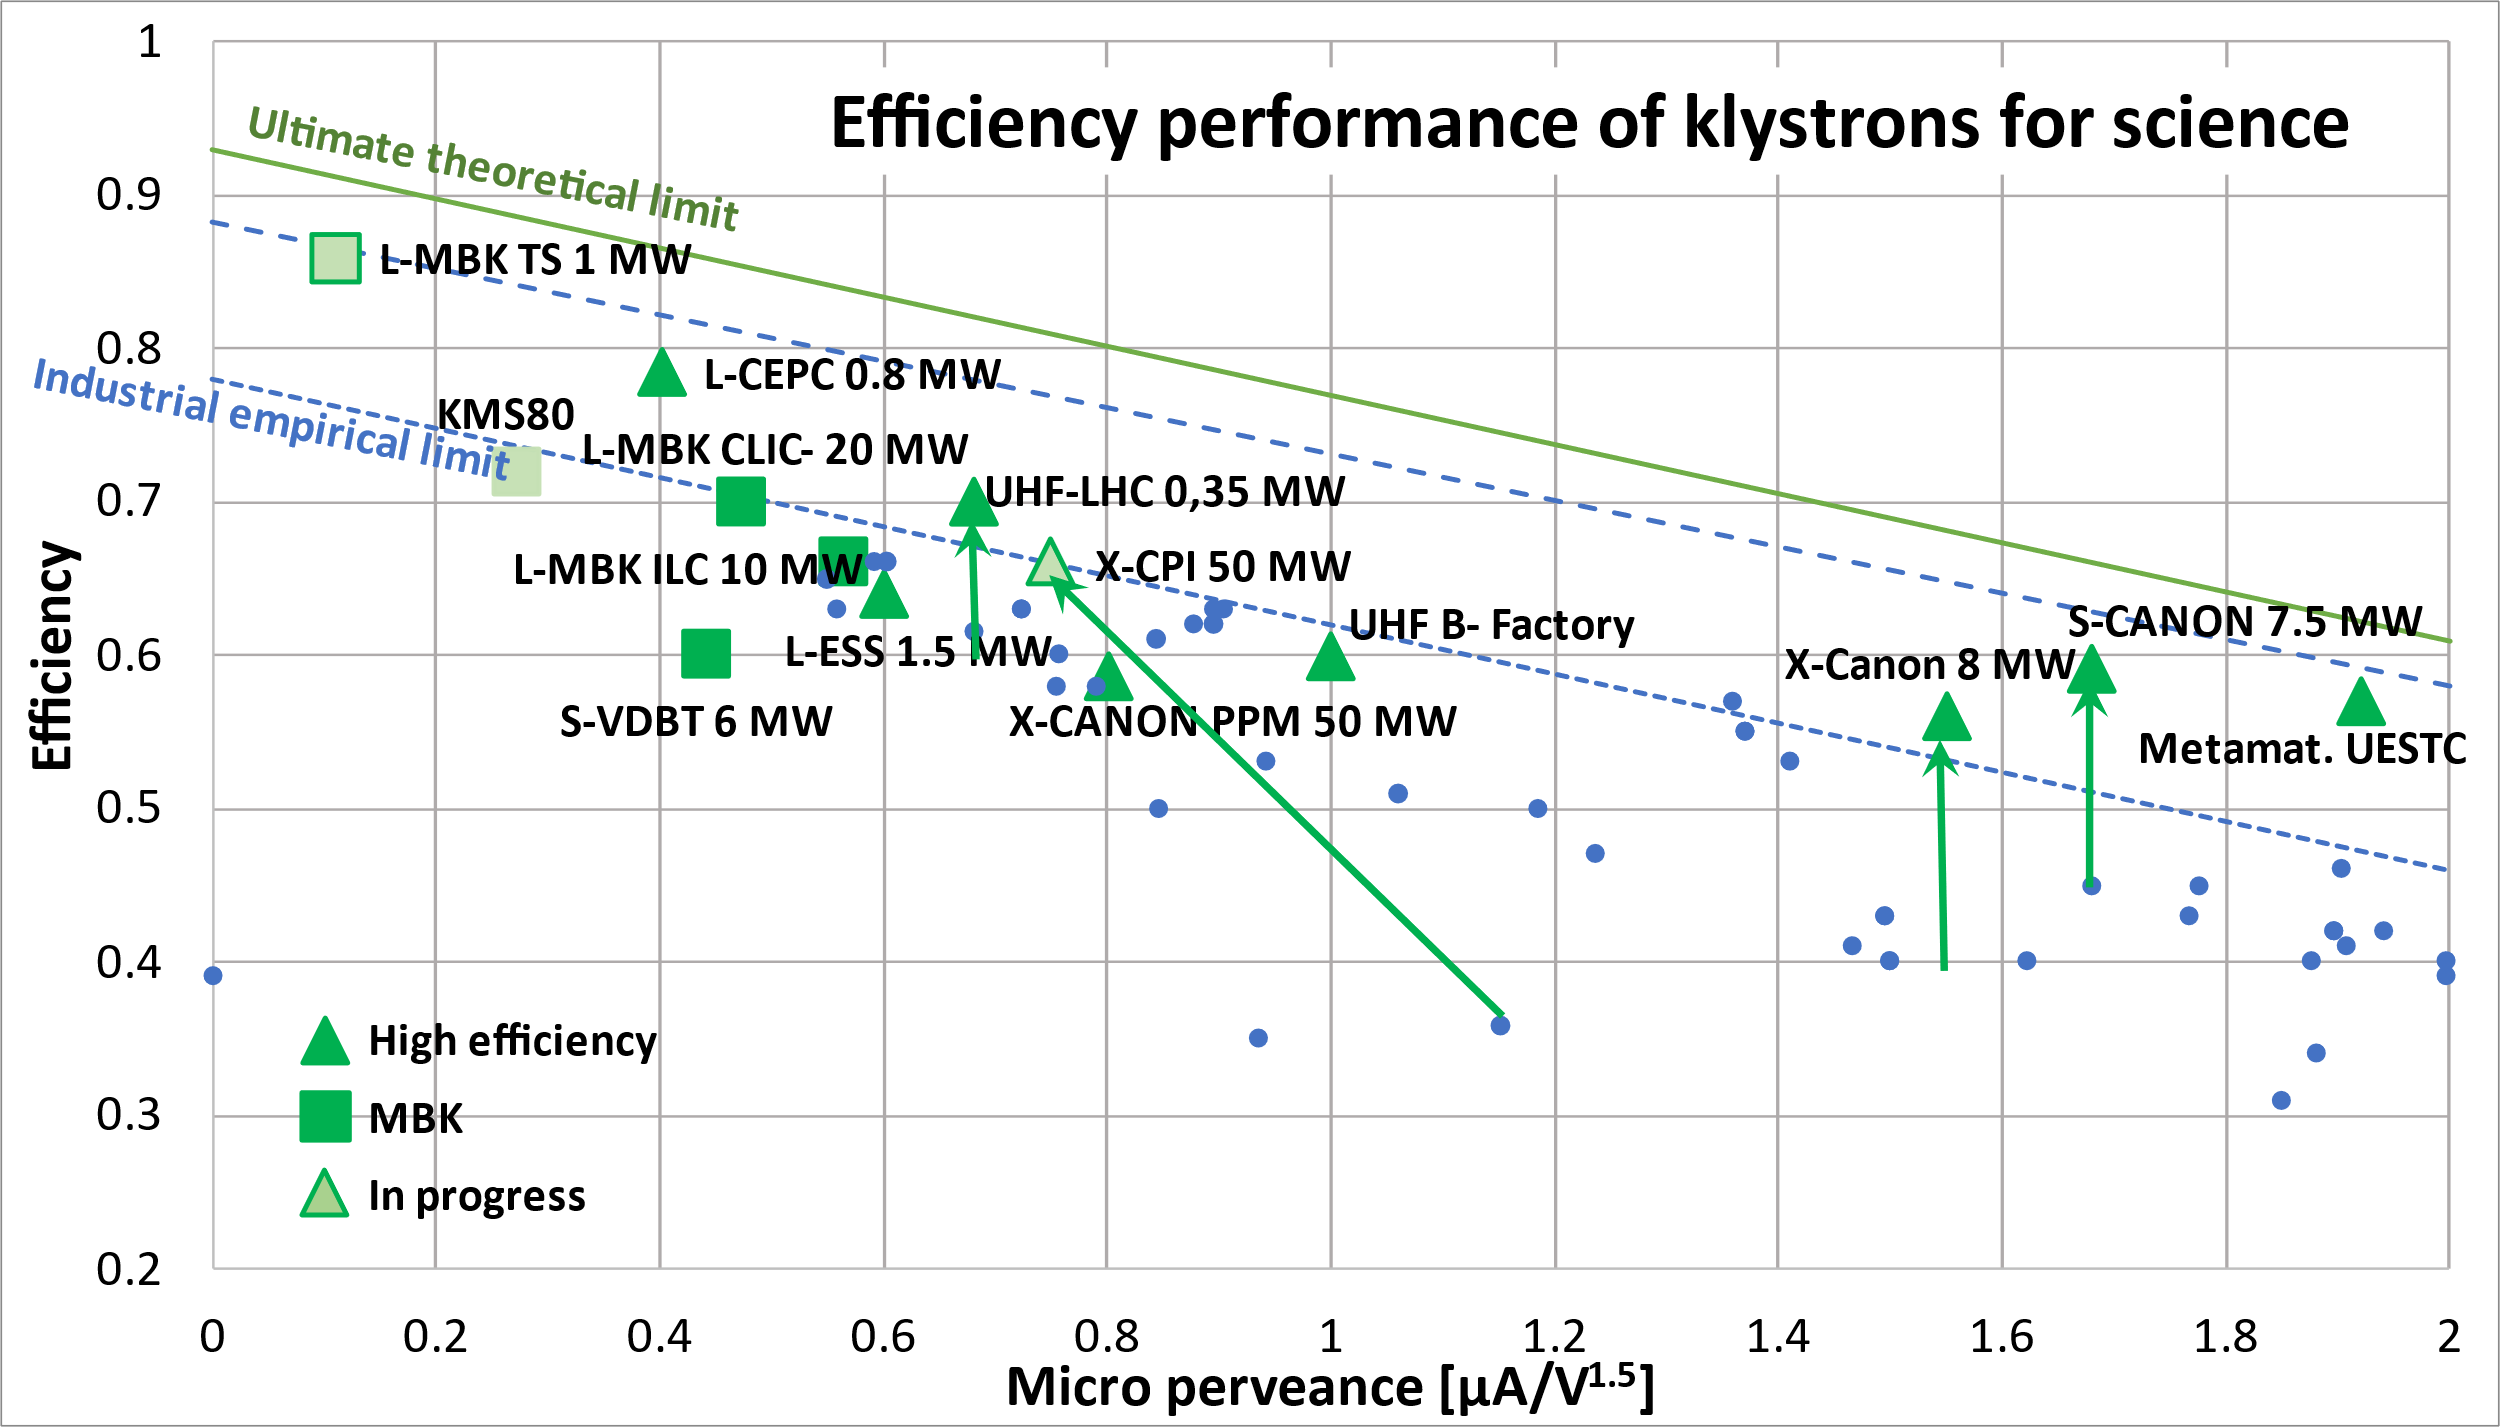 Efficiency performance of klystrons for science
Ultimate theoretical limit
L-MBK TS 1 MW
L-CEPC 0.8 MW
Industrial empirical limit
KMS80
L-MBK CLIC- 20 MW
UHF-LHC 0,35 MW
L-MBK ILC 10 MW
X-CPI 50 MW
UHF B- Factory
S-CANON 7.5 MW
L-ESS 1.5 MW
X-Canon 8 MW
S-VDBT 6 MW
X-CANON PPM 50 MW
Metamat. UESTC
High efficiency
MBK
In progress
Efficiency
1
0.9
0.8
0.7
0.6
0.5
0.4
0.3
0.2
0 0.2 0.4 0.6 0.8 1 1.2 1.4 1.6 1.8 2
Micro perveance [µA/V^1.5]